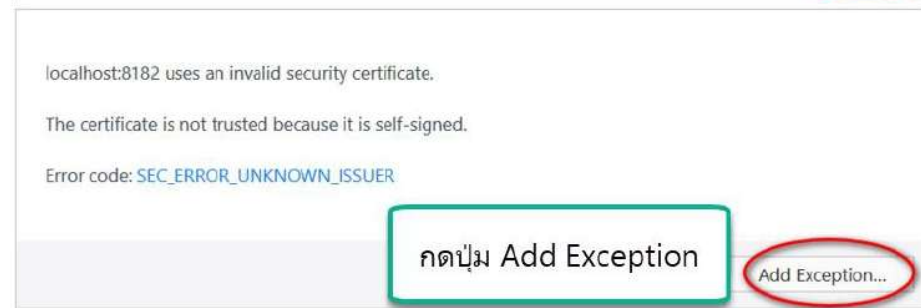 localhost:8182 uses an invalid security certificate.
The certificate is not trusted because it is self-signed.
Error code: SEC_ERROR_UNKNOWN_ISSUER
กดปุ่ม Add Exception
Add Exception...